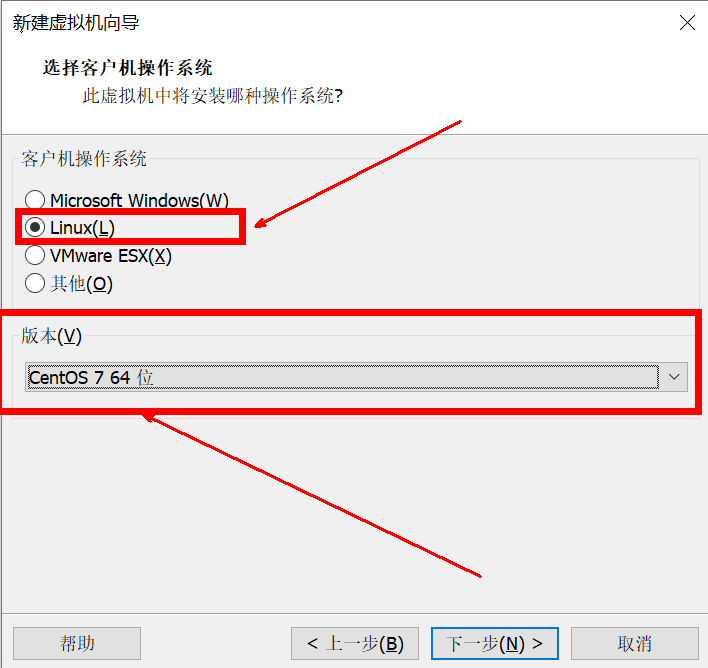 新建虚拟机向导
选择客户机操作系统
此虚拟机中将安装哪种操作系统?
客户机操作系统
Microsoft Windows(W)
Linux(L)
VMware ESX(X)
其他(O)
版本(V)
CentOS 7 64 位
帮助
< 上一步(B)
下一步(N) >
取消